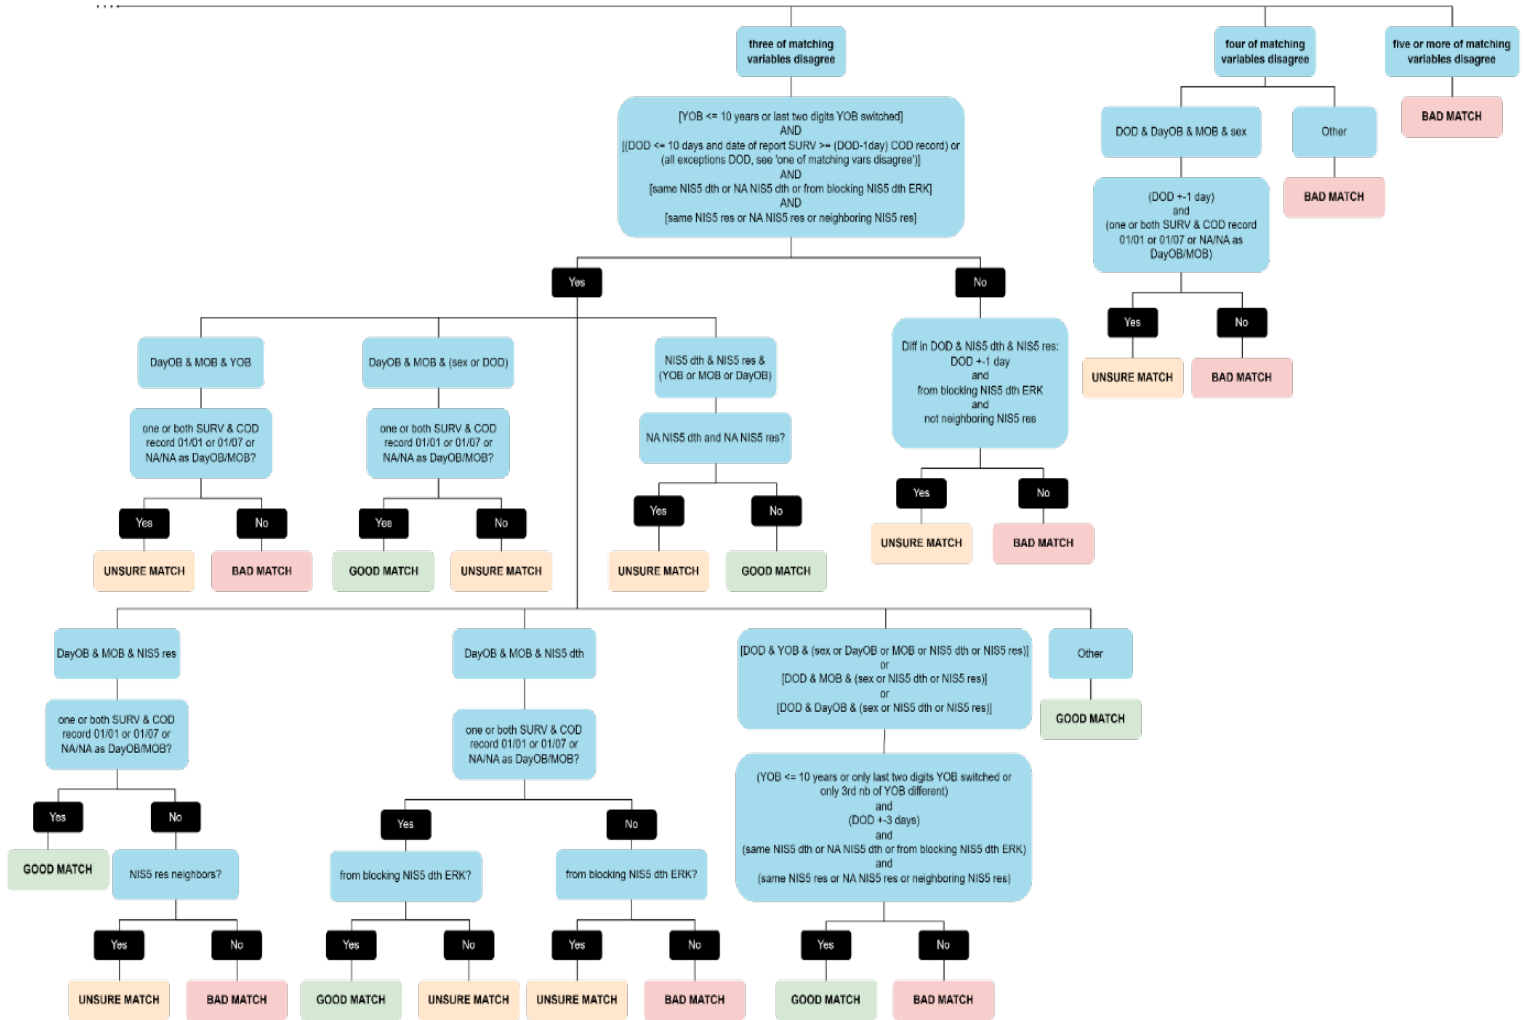 ....
three of matching
variables disagree
four of matching
variables disagree
five or more of matching
variables disagree
[YOB <= 10 years or last two digits YOB switched]
AND
[(DOD <= 10 days and date of report SURV >= (DOD-1day) COD record) or
(all exceptions DOD, see 'one of matching vars disagree')]
AND
[same NIS5 dth or NA NIS5 dth or from blocking NIS5 dth ERK]
AND
[same NIS5 res or NA NIS5 res or neighboring NIS5 res]
DOD & DayOB & MOB & sex
Other
BAD MATCH
(DOD +-1 day)
and
(one or both SURV & COD record
01/01 or 01/07 or NA/NA as
DayOB/MOB)
BAD MATCH
Yes
No
Yes
No
UNSURE MATCH
BAD MATCH
DayOB & MOB & YOB
DayOB & MOB & (sex or DOD)
NIS5 dth & NIS5 res &
(YOB or MOB or DayOB)
Diff in DOD & NIS5 dth & NIS5 res:
DOD +-1 day
and
from blocking NIS5 dth ERK
and
not neighboring NIS5 res
one or both SURV & COD
record 01/01 or 01/07 or
NA/NA as DayOB/MOB?
one or both SURV & COD
record 01/01 or 01/07 or
NA/NA as DayOB/MOB?
NA NIS5 dth and NA NIS5 res?
Yes
No
Yes
No
Yes
No
Yes
No
UNSURE MATCH
BAD MATCH
GOOD MATCH
UNSURE MATCH
UNSURE MATCH
GOOD MATCH
UNSURE MATCH
BAD MATCH
DayOB & MOB & NIS5 res
DayOB & MOB & NIS5 dth
[DOD & YOB & (sex or DayOB or MOB or NIS5 dth or NIS5 res)]
or
[DOD & MOB & (sex or NIS5 dth or NIS5 res)]
or
[DOD & DayOB & (sex or NIS5 dth or NIS5 res)]
Other
GOOD MATCH
one or both SURV & COD
record 01/01 or 01/07 or
NA/NA as DayOB/MOB?
one or both SURV & COD
record 01/01 or 01/07 or
NA/NA as DayOB/MOB?
(YOB <= 10 years or only last two digits YOB switched or
only 3rd nb of YOB different)
and
(DOD +-3 days)
and
(same NIS5 dth or NA NIS5 dth or from blocking NIS5 dth ERK)
and
(same NIS5 res or NA NIS5 res or neighboring NIS5 res)
Yes
No
Yes
No
GOOD MATCH
NIS5 res neighbors?
from blocking NIS5 dth ERK?
from blocking NIS5 dth ERK?
Yes
No
Yes
No
Yes
No
Yes
No
UNSURE MATCH
BAD MATCH
GOOD MATCH
UNSURE MATCH
UNSURE MATCH
BAD MATCH
GOOD MATCH
BAD MATCH